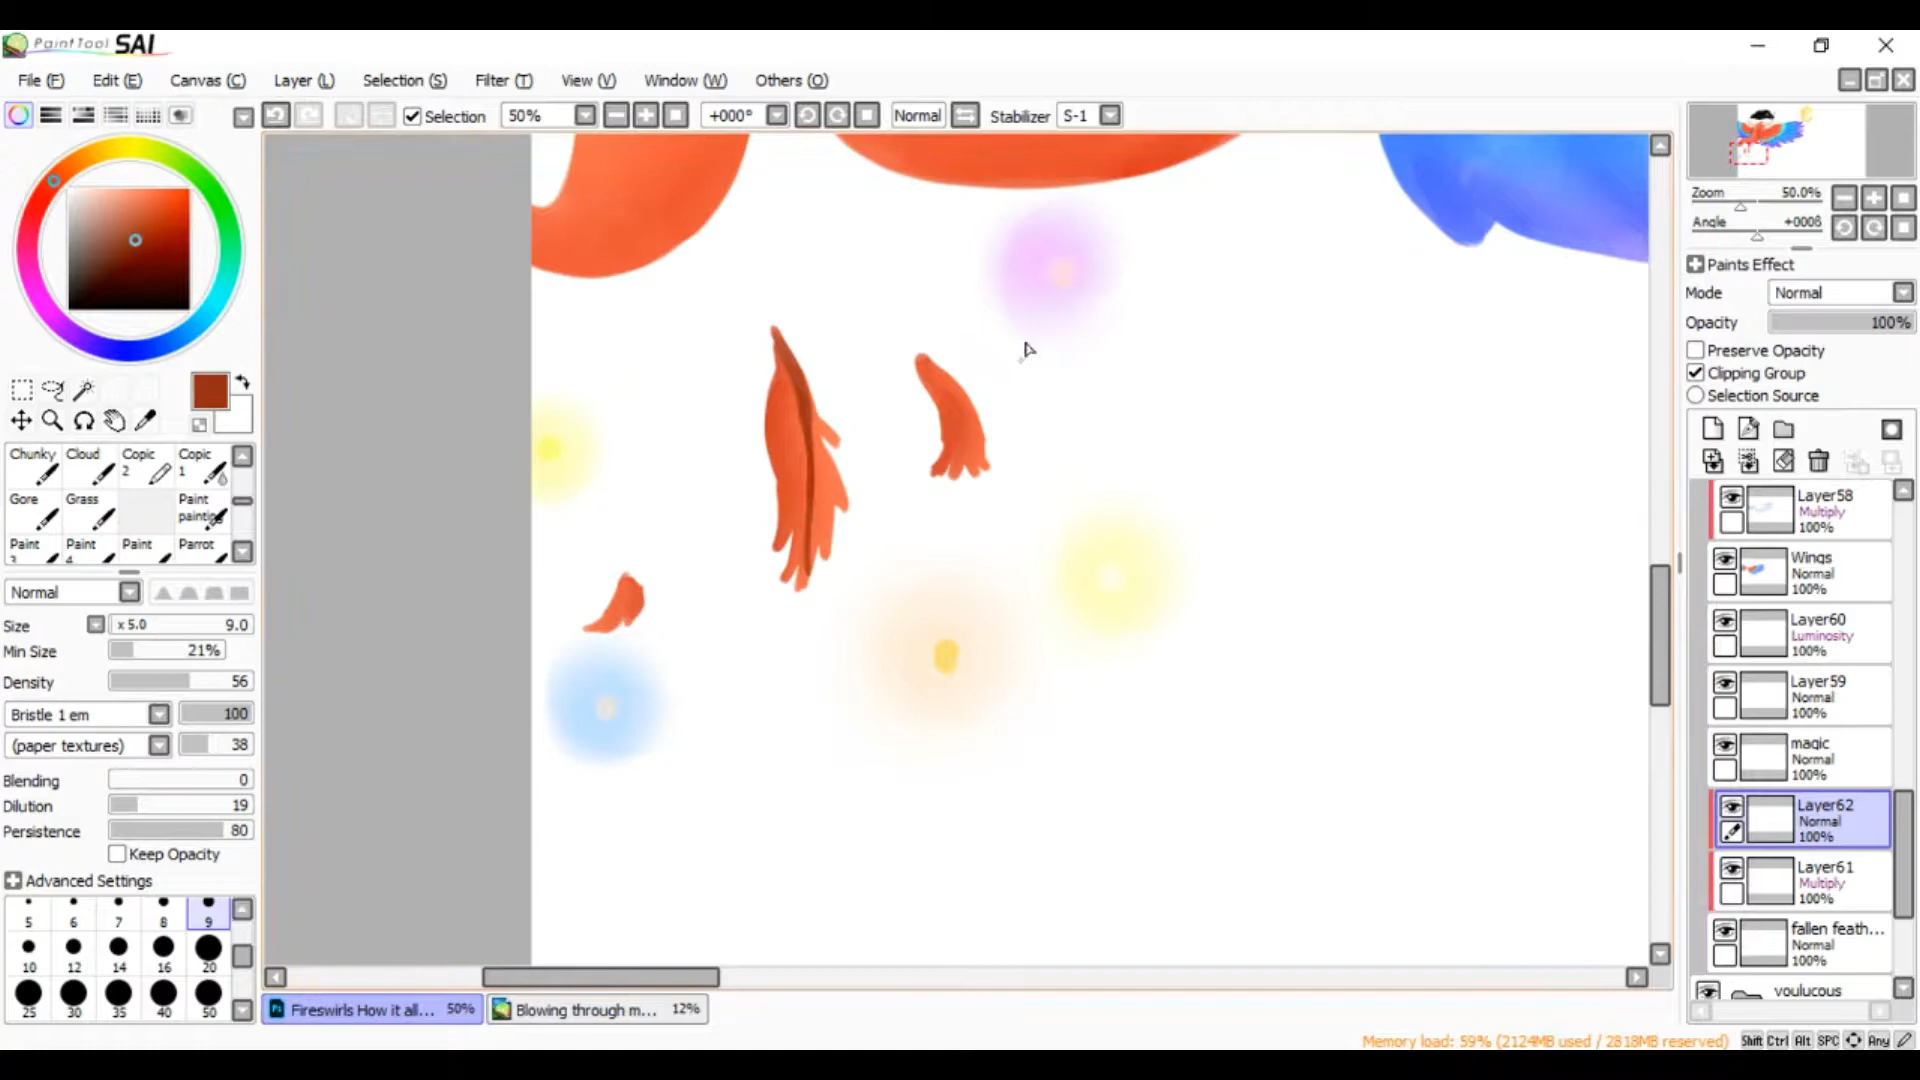 PaintTool SAI
File (F) Edit (E) Canvas (C) Layer (L) Selection (S) Filter (T) View (V) Window (W) Others (O)
Selection 50% +000° Normal Stabilizer S-1
Zoom 50.0%
Angle +000ß
Paints Effect
Mode Normal
Opacity 100%
Preserve Opacity
Clipping Group
Selection Source
Chunky Cloud Copic 2 Copic 1
Gore Grass Paint painting
Paint 3 Paint 4 Paint Parrot
Normal
Size x 5.0 9.0
Min Size 21%
Density 56
Bristle 1 em 100
(paper textures) 38
Blending 0
Dilution 19
Persistence 80
Keep Opacity
Advanced Settings
5 6 7 8 9
10 12 14 16 20
25 30 35 40 50
Layer58
Multiply
100%
Wings
Normal
100%
Layer60
Luminosity
100%
Layer59
Normal
100%
magic
Normal
100%
Layer62
Normal
100%
Layer61
Multiply
100%
fallen feath...
Normal
100%
voulucous
Fireswirls How it all... 50% Blowing through m... 12%
Memory load: 59% (2124MB used / 2818MB reserved) Shift Ctrl Alt SPC Any